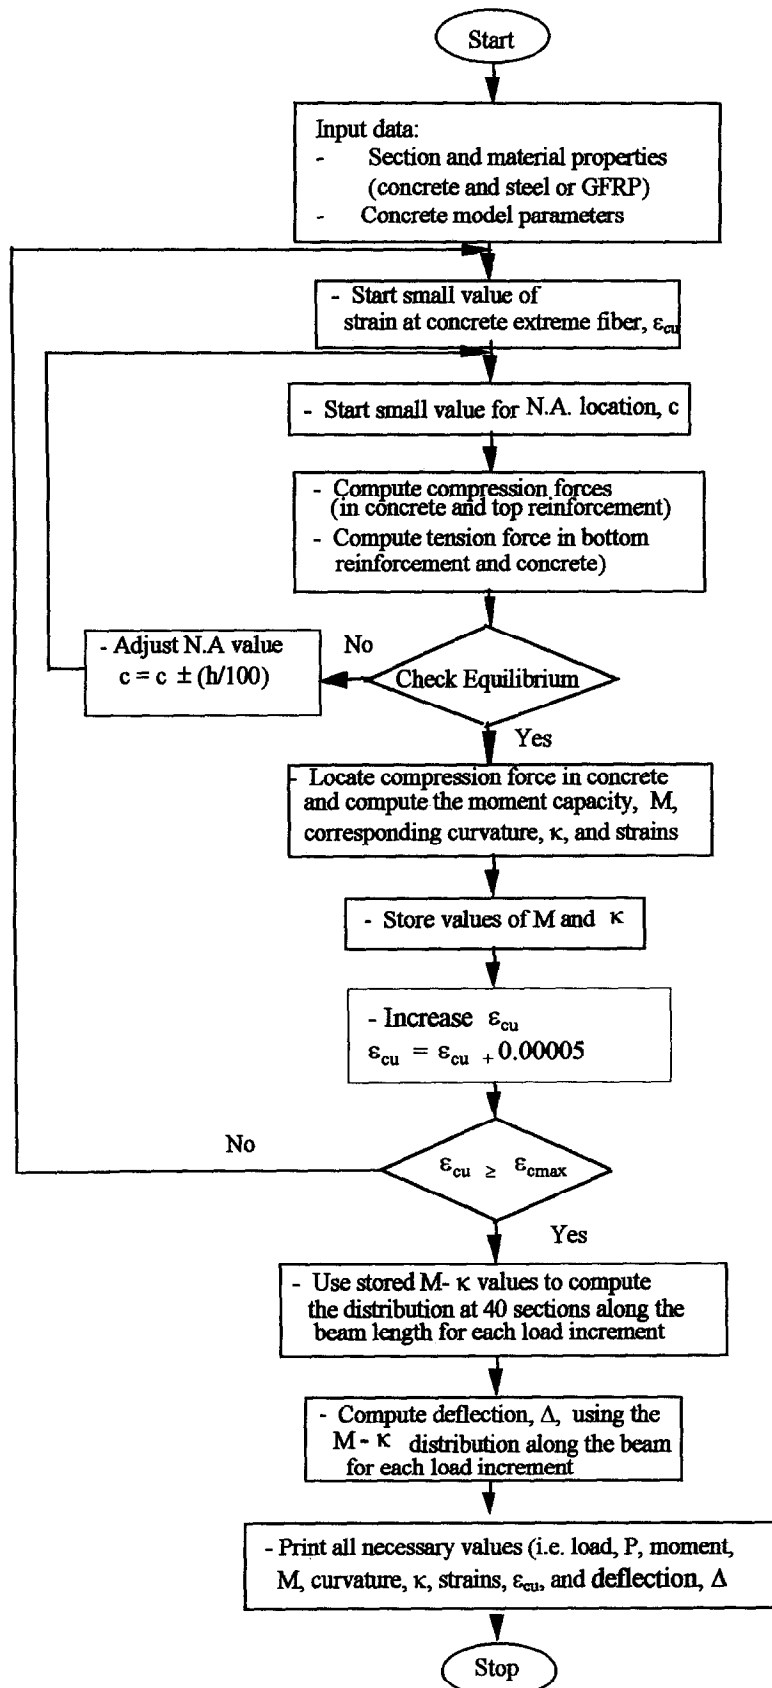 Start
Input data:
- Section and material properties
(concrete and steel or GFRP)
- Concrete model parameters
- Start small value of
strain at concrete extreme fiber, εcu
- Start small value for N.A. location, c
- Compute compression forces
(in concrete and top reinforcement)
- Compute tension force in bottom
reinforcement and concrete)
- Adjust N.A value
c = c ± (h/100)
No
Check Equilibrium
Yes
- Locate compression force in concrete
and compute the moment capacity, M,
corresponding curvature, κ, and strains
- Store values of M and κ
- Increase εcu
εcu = εcu + 0.00005
No
εcu ≥ εcmax
Yes
- Use stored M- κ values to compute
the distribution at 40 sections along the
beam length for each load increment
- Compute deflection, Δ, using the
M - κ distribution along the beam
for each load increment
- Print all necessary values (i.e. load, P, moment,
M, curvature, κ, strains, εcu, and deflection, Δ
Stop